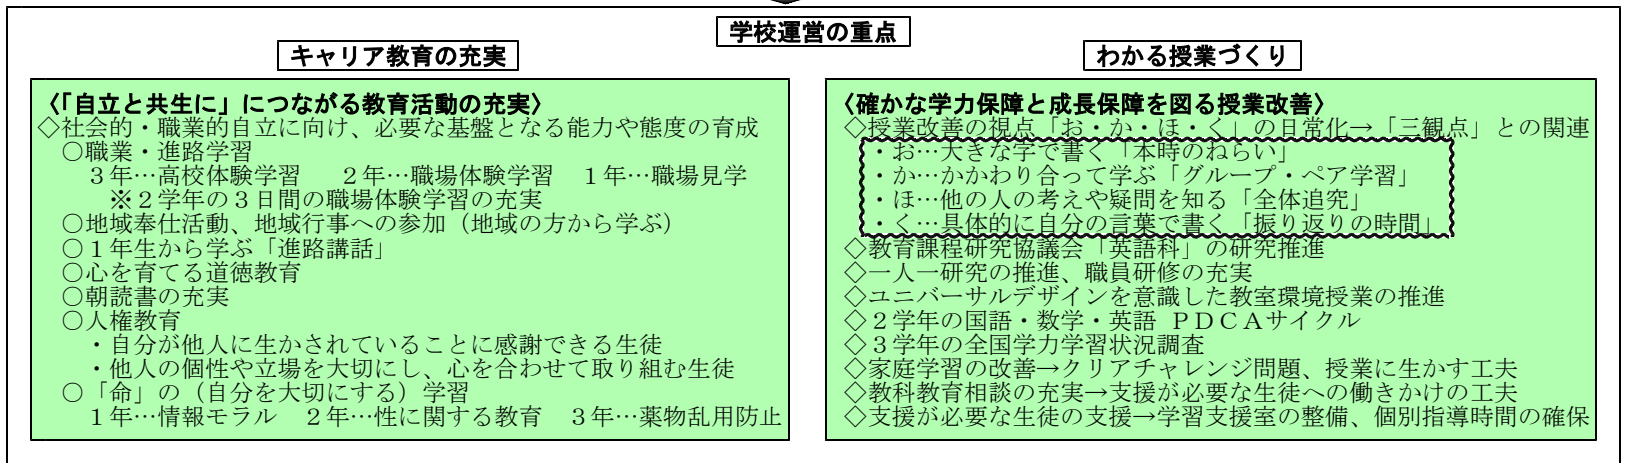 学校運営の重点
キャリア教育の充実
〈「自立と共生に」につながる教育活動の充実〉
◇社会的・職業的自立に向け、必要な基盤となる能力や態度の育成
○職業・進路学習
３年…高校体験学習　２年…職場体験学習　１年…職場見学
※２学年の３日間の職場体験学習の充実
○地域奉仕活動、地域行事への参加（地域の方から学ぶ）
○１年生から学ぶ「進路講話」
○心を育てる道徳教育
○朝読書の充実
○人権教育
・自分が他人に生かされていることに感謝できる生徒
・他人の個性や立場を大切にし、心を合わせて取り組む生徒
○「命」の（自分を大切にする）学習
１年…情報モラル　２年…性に関する教育　３年…薬物乱用防止
わかる授業づくり
〈確かな学力保障と成長保障を図る授業改善〉
◇授業改善の視点「お・か・ほ・く」の日常化→「三観点」との関連
・お…大きな字で書く「本時のねらい」
・か…かかわり合って学ぶ「グループ・ペア学習」
・ほ…他の人の考えや疑問を知る「全体追究」
・く…具体的に自分の言葉で書く「振り返りの時間」
◇教育課程研究協議会「英語科」の研究推進
◇一人一研究の推進、職員研修の充実
◇ユニバーサルデザインを意識した教室環境授業の推進
◇２学年の国語・数学・英語 ＰＤＣＡサイクル
◇３学年の全国学力学習状況調査
◇家庭学習の改善→クリアチャレンジ問題、授業に生かす工夫
◇教科教育相談の充実→支援が必要な生徒への働きかけの工夫
◇支援が必要な生徒の支援→学習支援室の整備、個別指導時間の確保